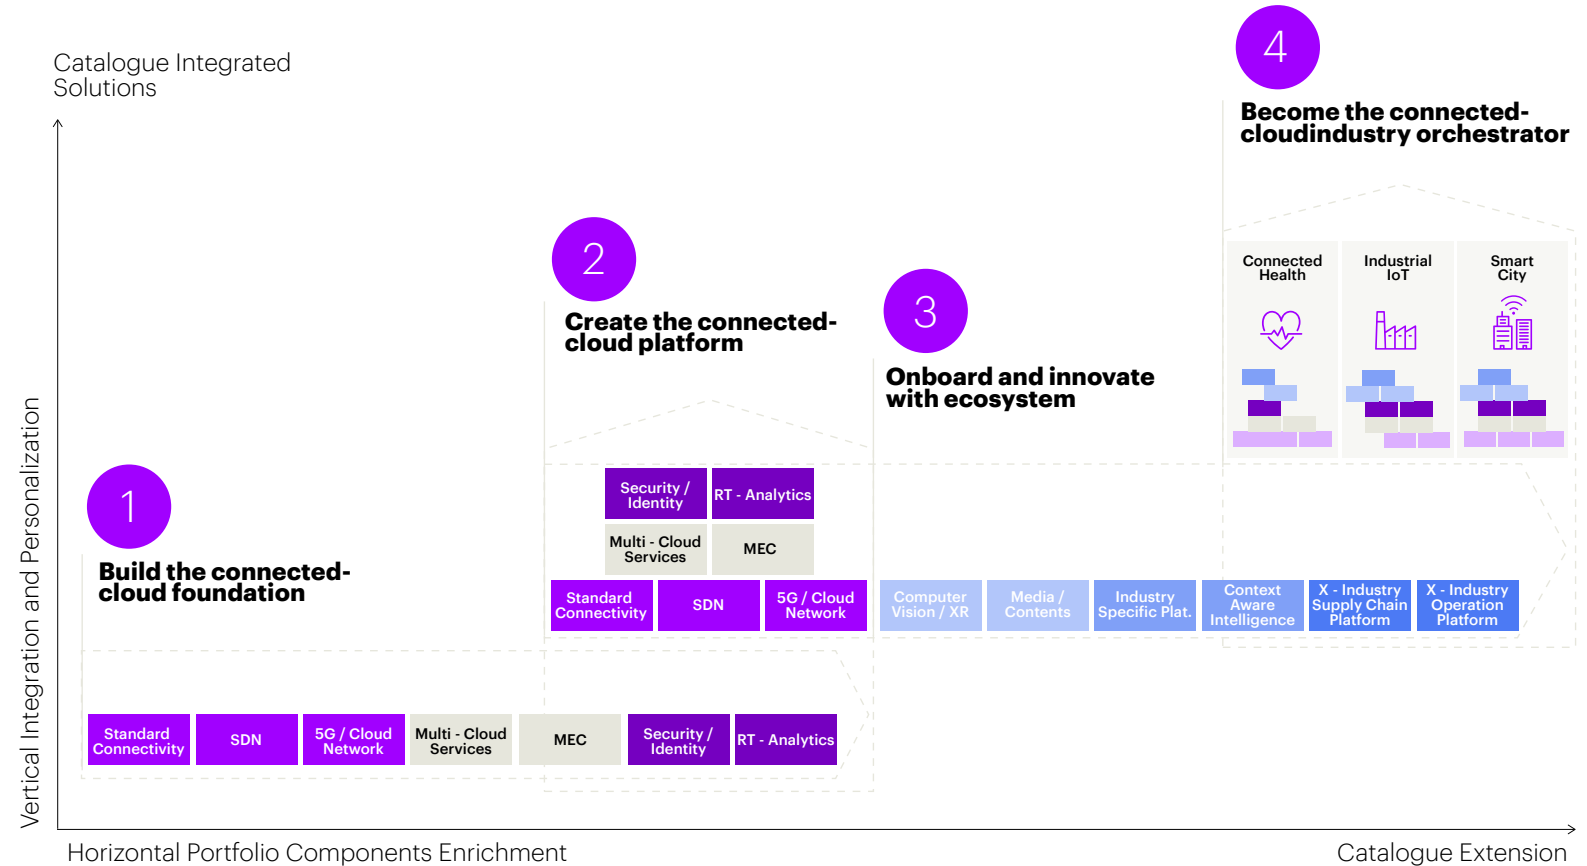 Catalogue Integrated
Solutions
4
Become the connected-
cloudindustry orchestrator
2
Create the connected-
cloud platform
3
Onboard and innovate
with ecosystem
Connected
Health
Industrial
IoT
Smart
City
1
Build the connected-
cloud foundation
Vertical Integration and Personalization
Security /
Identity
RT - Analytics
Multi - Cloud
Services
MEC
Standard
Connectivity
SDN
5G / Cloud
Network
Computer
Vision / XR
Media /
Contents
Industry
Specific Plat.
Context
Aware
Intelligence
X - Industry
Supply Chain
Platform
X - Industry
Operation
Platform
Standard
Connectivity
SDN
5G / Cloud
Network
Multi - Cloud
Services
MEC
Security /
Identity
RT - Analytics
Horizontal Portfolio Components Enrichment
Catalogue Extension